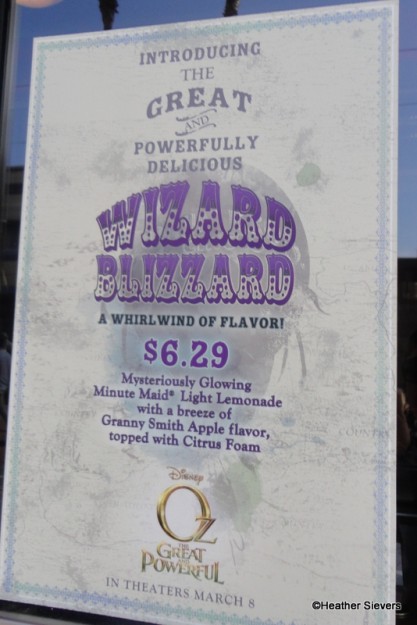 INTRODUCING
THE
GREAT
AND
POWERFULLY
DELICIOUS
WIZARD
BLIZZARD
A WHIRLWIND OF FLAVOR!
$6.29
Mysteriously Glowing
Minute Maid® Light Lemonade
with a breeze of
Granny Smith Apple flavor,
topped with Citrus Foam
Disney
OZ
THE
GREAT
AND
POWERFUL
IN THEATERS MARCH 8
©Heather Sievers